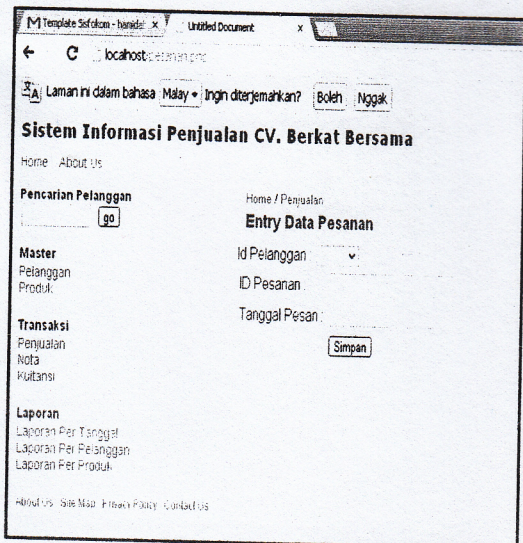 Template Sisfokom - hamida x Untitled Document x
localhost/pesanan.php
Laman ini dalam bahasa Malay Ingin diterjemahkan? Boleh Nggak
Sistem Informasi Penjualan CV. Berkat Bersama
Home About Us
Pencarian Pelanggan
go
Master
Pelanggan
Produk
Transaksi
Penjualan
Nota
Kuitansi
Laporan
Laporan Per Tanggal
Laporan Per Pelanggan
Laporan Per Produk
Home / Penjualan
Entry Data Pesanan
Id Pelanggan
ID Pesanan :
Tanggal Pesan :
Simpan
About Us Site Map Privacy Policy Contact Us